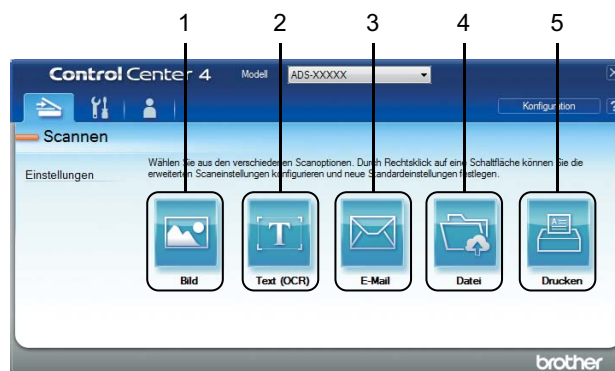 1 2 3 4 5
Control Center 4 Modell ADS-XXXXX
Konfiguration ?
Scannen
Einstellungen
Wählen Sie aus den verschiedenen Scanoptionen. Durch Rechtsklick auf eine Schaltfläche können Sie die
erweiterten Scaneinstellungen konfigurieren und neue Standardeinstellungen festlegen.
Bild Text (OCR) E-Mail Datei Drucken
brother